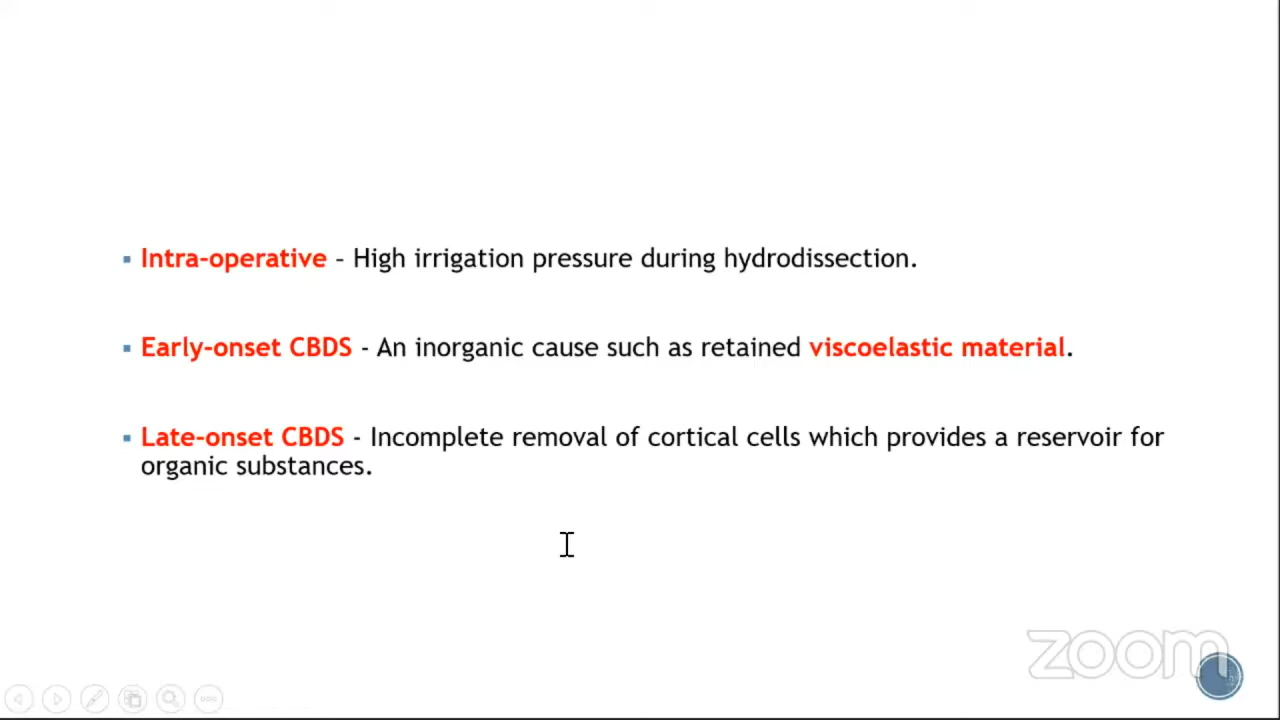 ▪ Intra-operative – High irrigation pressure during hydrodissection.
▪ Early-onset CBDS - An inorganic cause such as retained viscoelastic material.
▪ Late-onset CBDS - Incomplete removal of cortical cells which provides a reservoir for
organic substances.
zoom